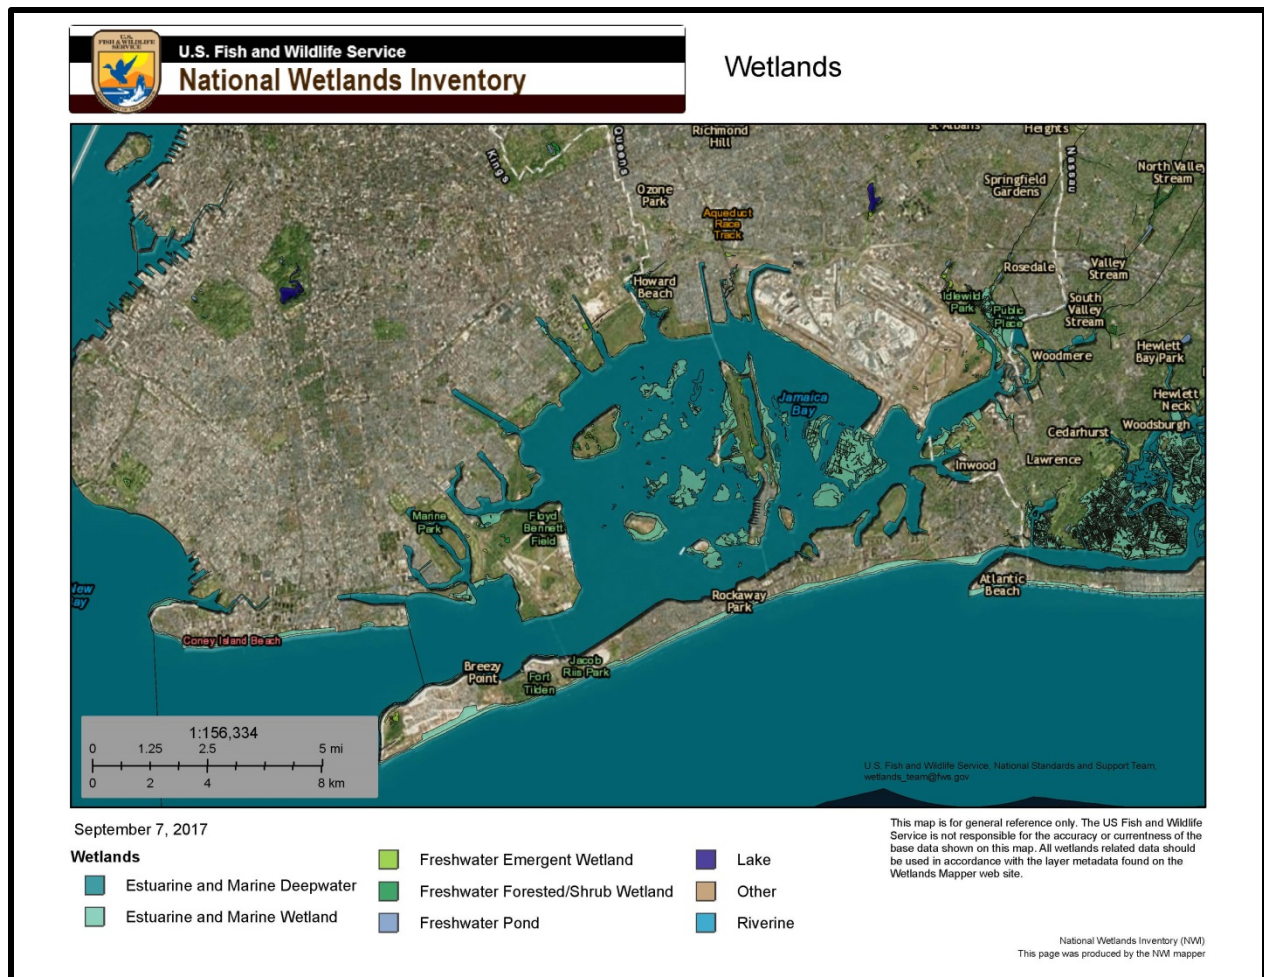 U.S. FISH & WILDLIFE SERVICE
U.S. Fish and Wildlife Service
National Wetlands Inventory
Wetlands
Kings
Queens
Richmond
Hill
St Albans
Heights
Nassau
North Valley
Stream
Springfield
Gardens
Ozone
Park
Aqueduct
Race
Track
Howard
Beach
Rosedale
Valley
Stream
Idlewild
Park
Public
Place
South
Valley
Stream
Woodmere
Hewlett
Bay Park
Hewlett
Neck
Jamaica
Bay
Cedarhurst
Woodsburgh
Inwood
Lawrence
Marine
Park
Floyd
Bennett
Field
Atlantic
Beach
Rockaway
Park
Coney Island Beach
Breezy
Point
Fort
Tilden
Jacob
Riis Park
1:156,334
0 1.25 2.5 5 mi
0 2 4 8 km
U.S. Fish and Wildlife Service, National Standards and Support Team,
wetlands_team@fws.gov
September 7, 2017
Wetlands
Estuarine and Marine Deepwater
Estuarine and Marine Wetland
Freshwater Emergent Wetland
Freshwater Forested/Shrub Wetland
Freshwater Pond
Lake
Other
Riverine
This map is for general reference only. The US Fish and Wildlife
Service is not responsible for the accuracy or currentness of the
base data shown on this map. All wetlands related data should
be used in accordance with the layer metadata found on the
Wetlands Mapper web site.
National Wetlands Inventory (NWI)
This page was produced by the NWI mapper